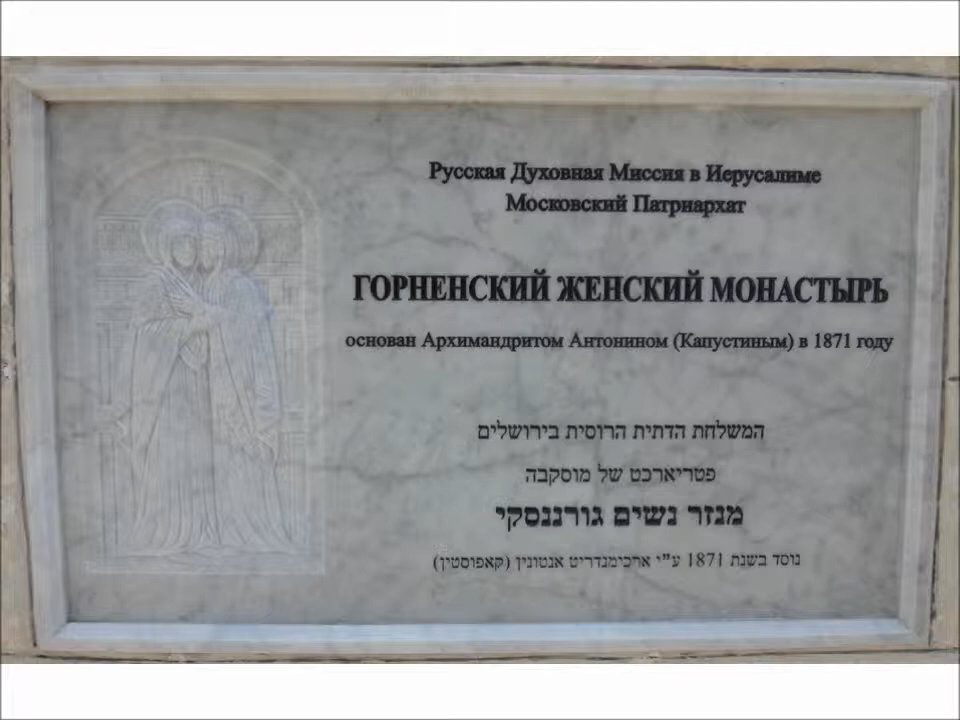 Русская Духовная Миссия в Иерусалиме
Московский Патриархат
ГОРНЕНСКИЙ ЖЕНСКИЙ МОНАСТЫРЬ
основан Архимандритом Антонином (Капустиным) в 1871 году
המשלחת הדתית הרוסית בירושלים
פטריארכט של מוסקבה
מנזר נשים גורננסקי
נוסד בשנת 1871 ע"י ארכימנדריט אנטונין (קאפוסטין)